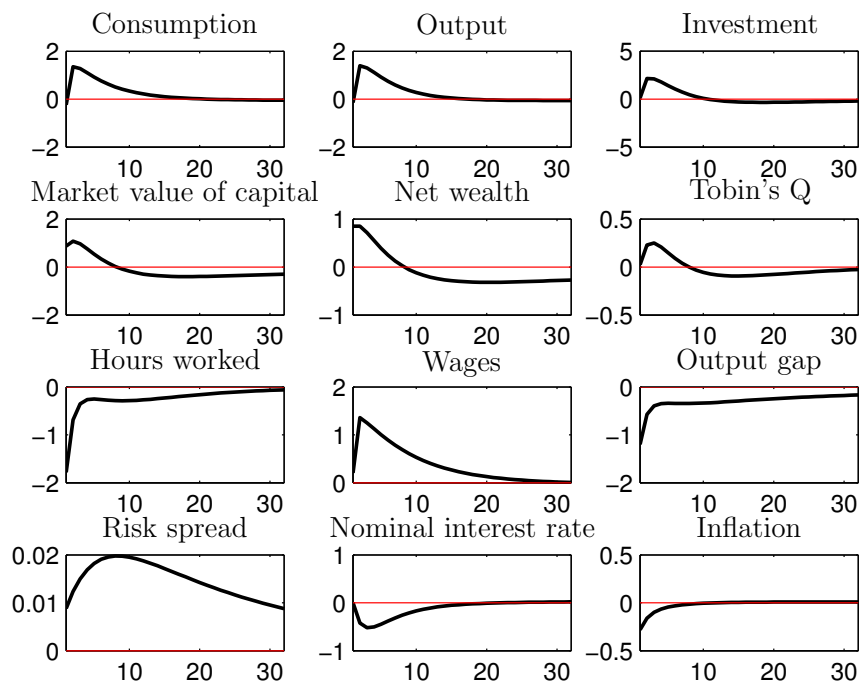 Consumption Output Investment
2 2 5
0 0 0
−2 −2 −5
10 20 30 10 20 30 10 20 30
Market value of capital Net wealth Tobin's Q
2 1 0.5
0 0 0
−2 −1 −0.5
10 20 30 10 20 30 10 20 30
Hours worked Wages Output gap
0 2 0
−1 1 −1
−2 0 −2
10 20 30 10 20 30 10 20 30
Risk spread Nominal interest rate Inflation
0.02 1 0.5
0.01 0 0
0 −1 −0.5
10 20 30 10 20 30 10 20 30